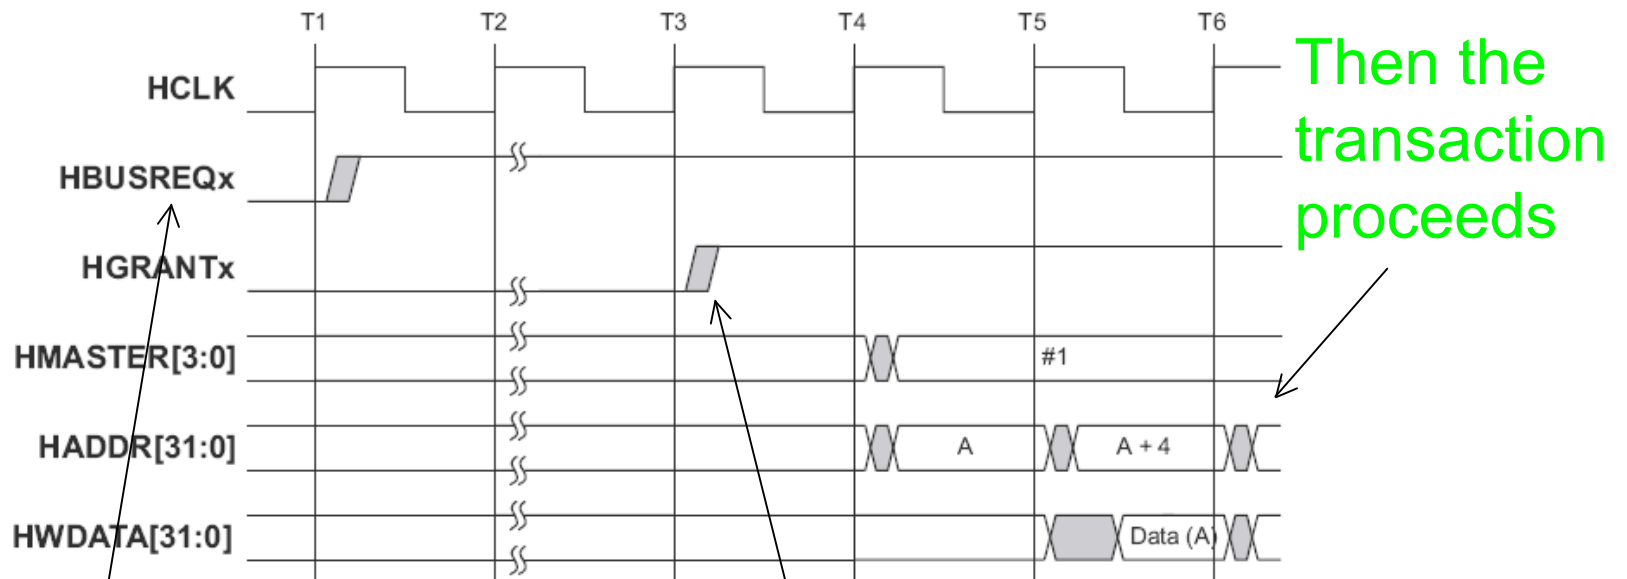 T1 T2 T3 T4 T5 T6
HCLK
Then the
transaction
proceeds
HBUSREQx
HGRANTx
HMASTER[3:0] #1
HADDR[31:0] A A + 4
HWDATA[31:0] Data (A)